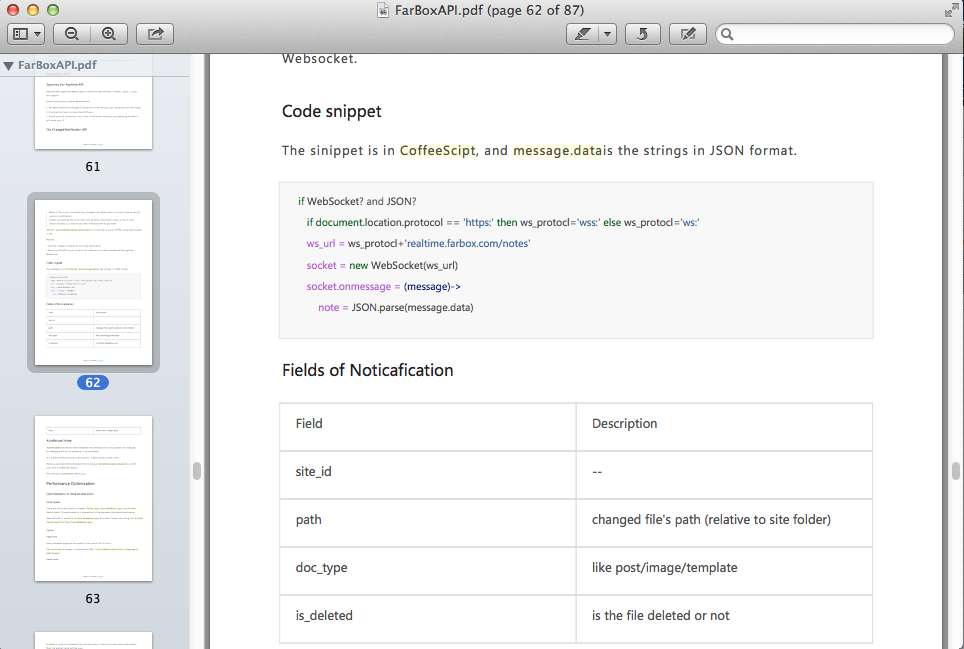 FarBoxAPI.pdf (page 62 of 87)
FarBoxAPI.pdf
61
62
63
Websocket.
Code snippet
The sinippet is in CoffeeScipt, and message.datais the strings in JSON format.
if WebSocket? and JSON?
if document.location.protocol == 'https:' then ws_protocl='wss:' else ws_protocl='ws:'
ws_url = ws_protocl+'realtime.farbox.com/notes'
socket = new WebSocket(ws_url)
socket.onmessage = (message)->
note = JSON.parse(message.data)
Fields of Noticafication
Field Description
site_id --
path changed file's path (relative to site folder)
doc_type like post/image/template
is_deleted is the file deleted or not